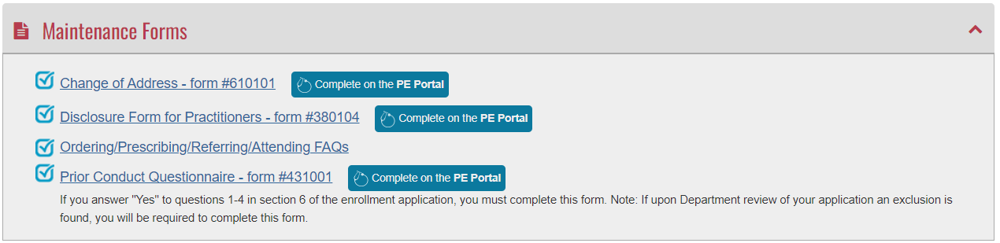 Maintenance Forms
Change of Address - form #610101 Complete on the PE Portal
Disclosure Form for Practitioners - form #380104 Complete on the PE Portal
Ordering/Prescribing/Referring/Attending FAQs
Prior Conduct Questionnaire - form #431001 Complete on the PE Portal
If you answer "Yes" to questions 1-4 in section 6 of the enrollment application, you must complete this form. Note: If upon Department review of your application an exclusion is
found, you will be required to complete this form.